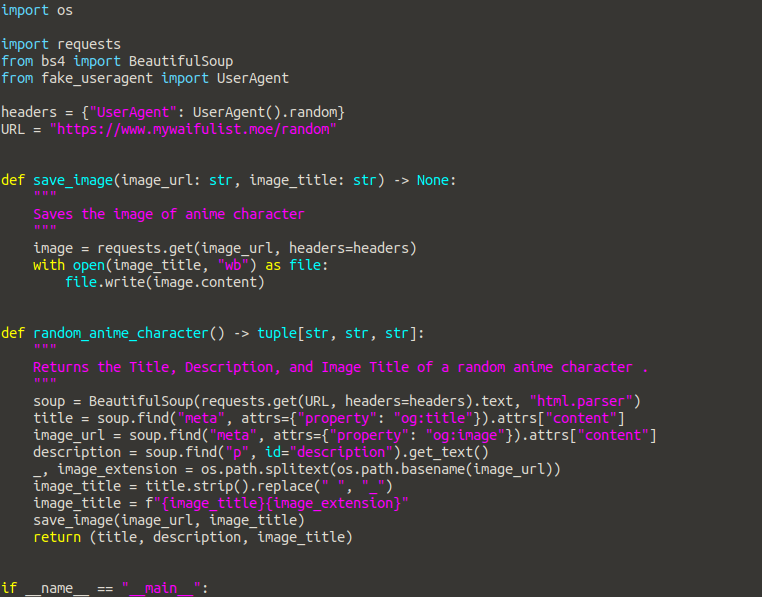 import os
import requests
from bs4 import BeautifulSoup
from fake_useragent import UserAgent
headers = {"UserAgent": UserAgent().random}
URL = "https://www.mywaifulist.moe/random"
def save_image(image_url: str, image_title: str) -> None:
    """
    Saves the image of anime character
    """
    image = requests.get(image_url, headers=headers)
    with open(image_title, "wb") as file:
        file.write(image.content)
def random_anime_character() -> tuple[str, str, str]:
    """
    Returns the Title, Description, and Image Title of a random anime character .
    """
    soup = BeautifulSoup(requests.get(URL, headers=headers).text, "html.parser")
    title = soup.find("meta", attrs={"property": "og:title"}).attrs["content"]
    image_url = soup.find("meta", attrs={"property": "og:image"}).attrs["content"]
    description = soup.find("p", id="description").get_text()
    _, image_extension = os.path.splitext(os.path.basename(image_url))
    image_title = title.strip().replace(" ", "_")
    image_title = f"{image_title}{image_extension}"
    save_image(image_url, image_title)
    return (title, description, image_title)
if __name__ == "__main__":